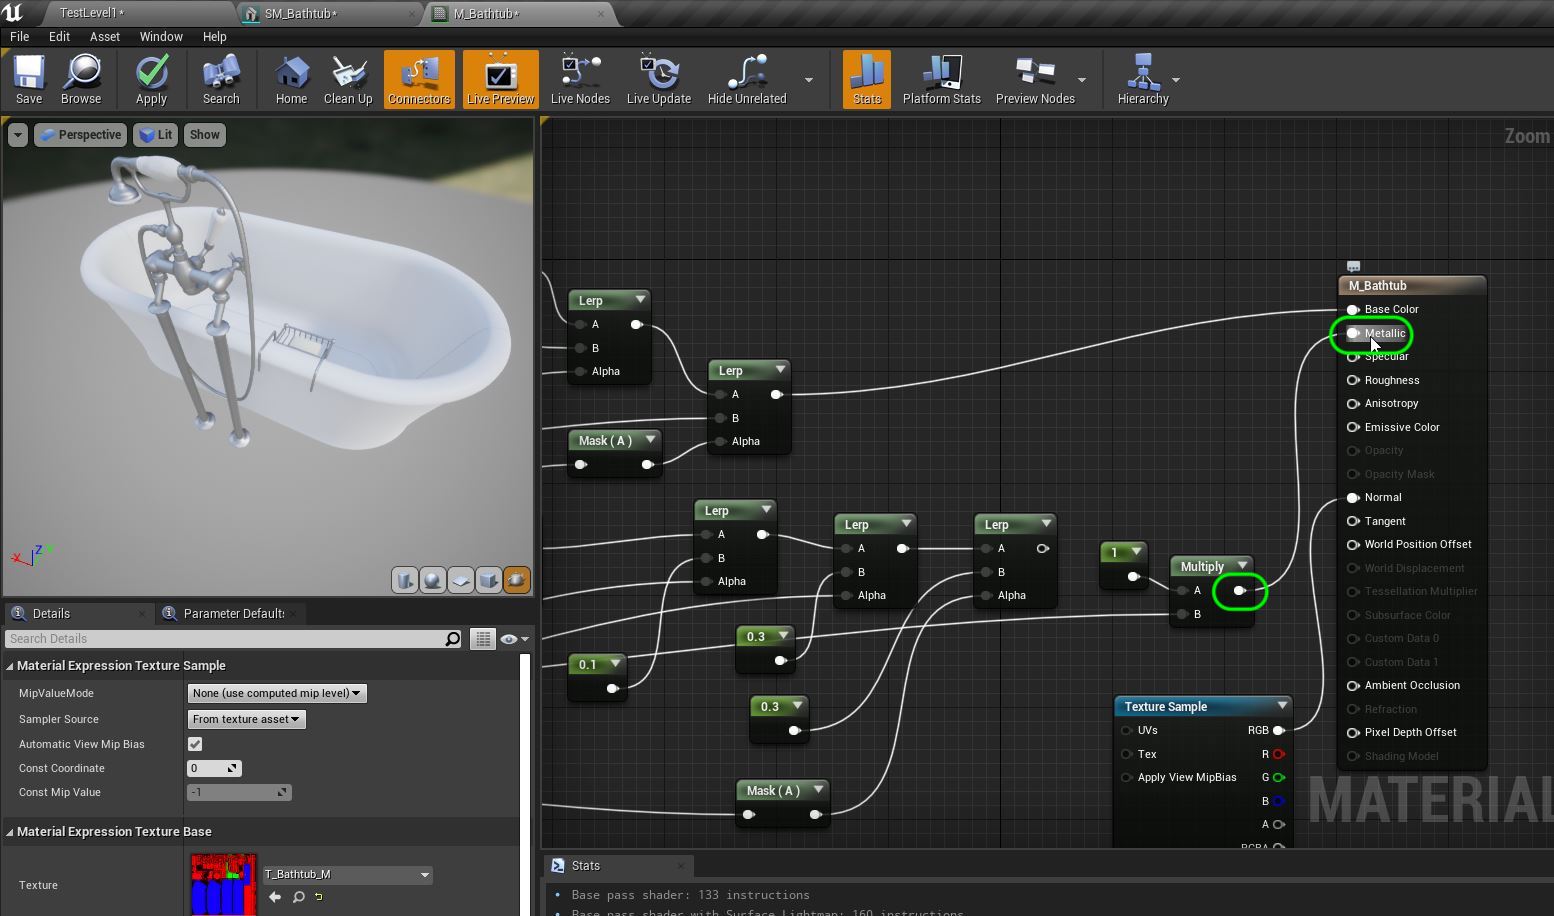 TestLevel1*
SM_Bathtub*
M_Bathtub*
File Edit Asset Window Help
Save Browse Apply Search Home Clean Up Connectors Live Preview Live Nodes Live Update Hide Unrelated Stats Platform Stats Preview Nodes Hierarchy
Perspective Lit Show
Zoom
X Z
Lerp
A
B
Alpha
Lerp
A
B
Alpha
Mask ( A )
Lerp
A
B
Alpha
Lerp
A
B
Alpha
Lerp
A
B
Alpha
1
Multiply
A
B
0.3
0.1
0.3
Mask ( A )
Texture Sample
UVs RGB
Tex R
Apply View MipBias G
B
A
RGBA
M_Bathtub
Base Color
Metallic
Specular
Roughness
Anisotropy
Emissive Color
Opacity
Opacity Mask
Normal
Tangent
World Position Offset
World Displacement
Tessellation Multiplier
Subsurface Color
Custom Data 0
Custom Data 1
Ambient Occlusion
Refraction
Pixel Depth Offset
Shading Model
MATERIAL
Details
Parameter Default
Search Details
Material Expression Texture Sample
MipValueMode None (use computed mip level)
Sampler Source From texture asset
Automatic View Mip Bias
Const Coordinate 0
Const Mip Value -1
Material Expression Texture Base
Texture T_Bathtub_M
Stats
• Base pass shader: 133 instructions
• Base pass shader with Surface Lightmap: 160 instructions